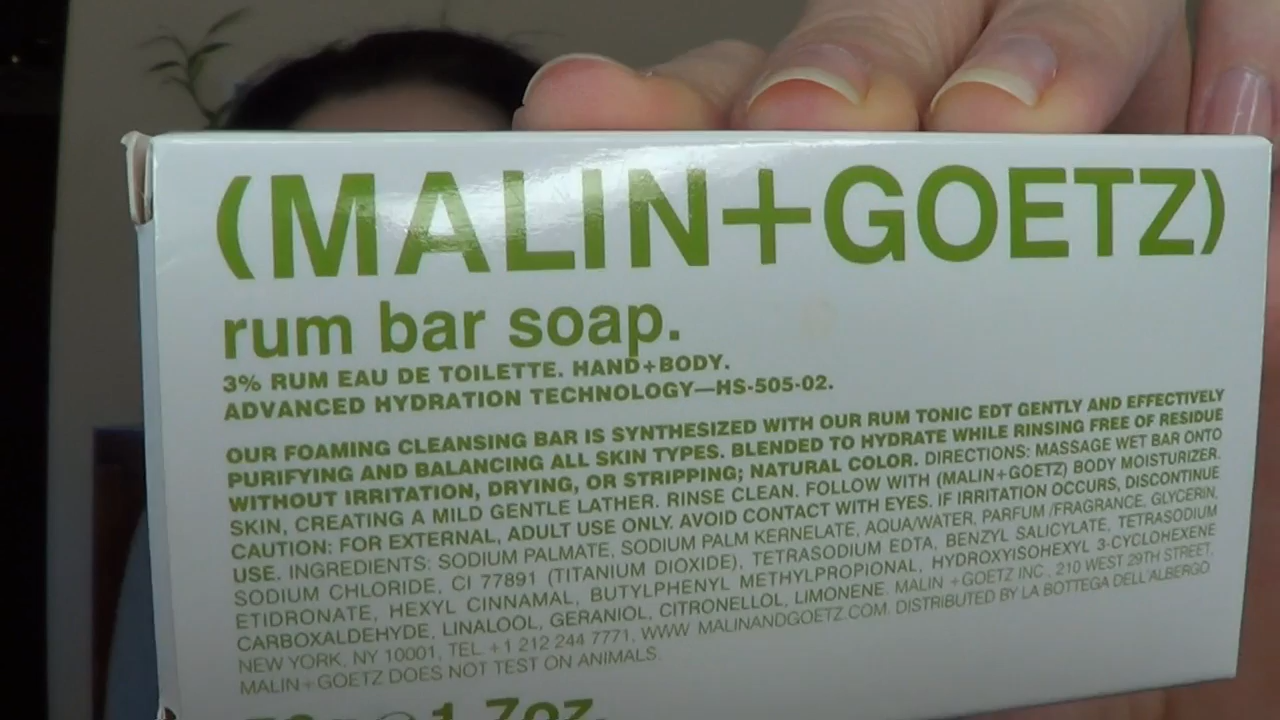 (MALIN+GOETZ)
rum bar soap.
3% RUM EAU DE TOILETTE. HAND+BODY.
ADVANCED HYDRATION TECHNOLOGY—HS-505-02.
OUR FOAMING CLEANSING BAR IS SYNTHESIZED WITH OUR RUM TONIC EDT GENTLY AND EFFECTIVELY
PURIFYING AND BALANCING ALL SKIN TYPES. BLENDED TO HYDRATE WHILE RINSING FREE OF RESIDUE
WITHOUT IRRITATION, DRYING, OR STRIPPING; NATURAL COLOR. DIRECTIONS: MASSAGE WET BAR ONTO
SKIN, CREATING A MILD GENTLE LATHER. RINSE CLEAN. FOLLOW WITH (MALIN+GOETZ) BODY MOISTURIZER.
CAUTION: FOR EXTERNAL, ADULT USE ONLY. AVOID CONTACT WITH EYES. IF IRRITATION OCCURS, DISCONTINUE
USE. INGREDIENTS: SODIUM PALMATE, SODIUM PALM KERNELATE, AQUA/WATER, PARFUM /FRAGRANCE, GLYCERIN,
SODIUM CHLORIDE, CI 77891 (TITANIUM DIOXIDE), TETRASODIUM EDTA, BENZYL SALICYLATE, TETRASODIUM
ETIDRONATE, HEXYL CINNAMAL, BUTYLPHENYL METHYLPROPIONAL, HYDROXYISOHEXYL 3-CYCLOHEXENE
CARBOXALDEHYDE, LINALOOL, GERANIOL, CITRONELLOL, LIMONENE. MALIN +GOETZ INC., 210 WEST 29TH STREET,
NEW YORK, NY 10001, TEL. +1 212 244 7771, WWW MALINANDGOETZ.COM. DISTRIBUTED BY LA BOTTEGA DELL'ALBERGO.
MALIN+GOETZ DOES NOT TEST ON ANIMALS.
1.7oz.